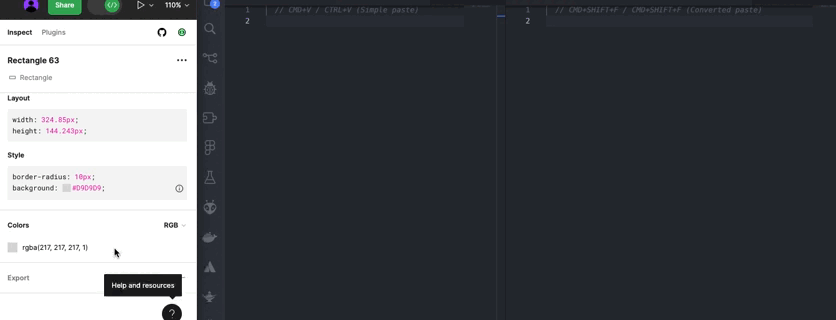 Share
110%
2
Inspect
Plugins
Rectangle 63
Rectangle
Layout
width: 324.85px;
height: 144.243px;
Style
border-radius: 10px;
background: #D9D9D9;
Colors
RGB
rgba(217, 217, 217, 1)
Export
Help and resources
?
1 // CMD+V / CTRL+V (Simple paste)
2
1 // CMD+SHIFT+F / CMD+SHIFT+F (Converted paste)
2